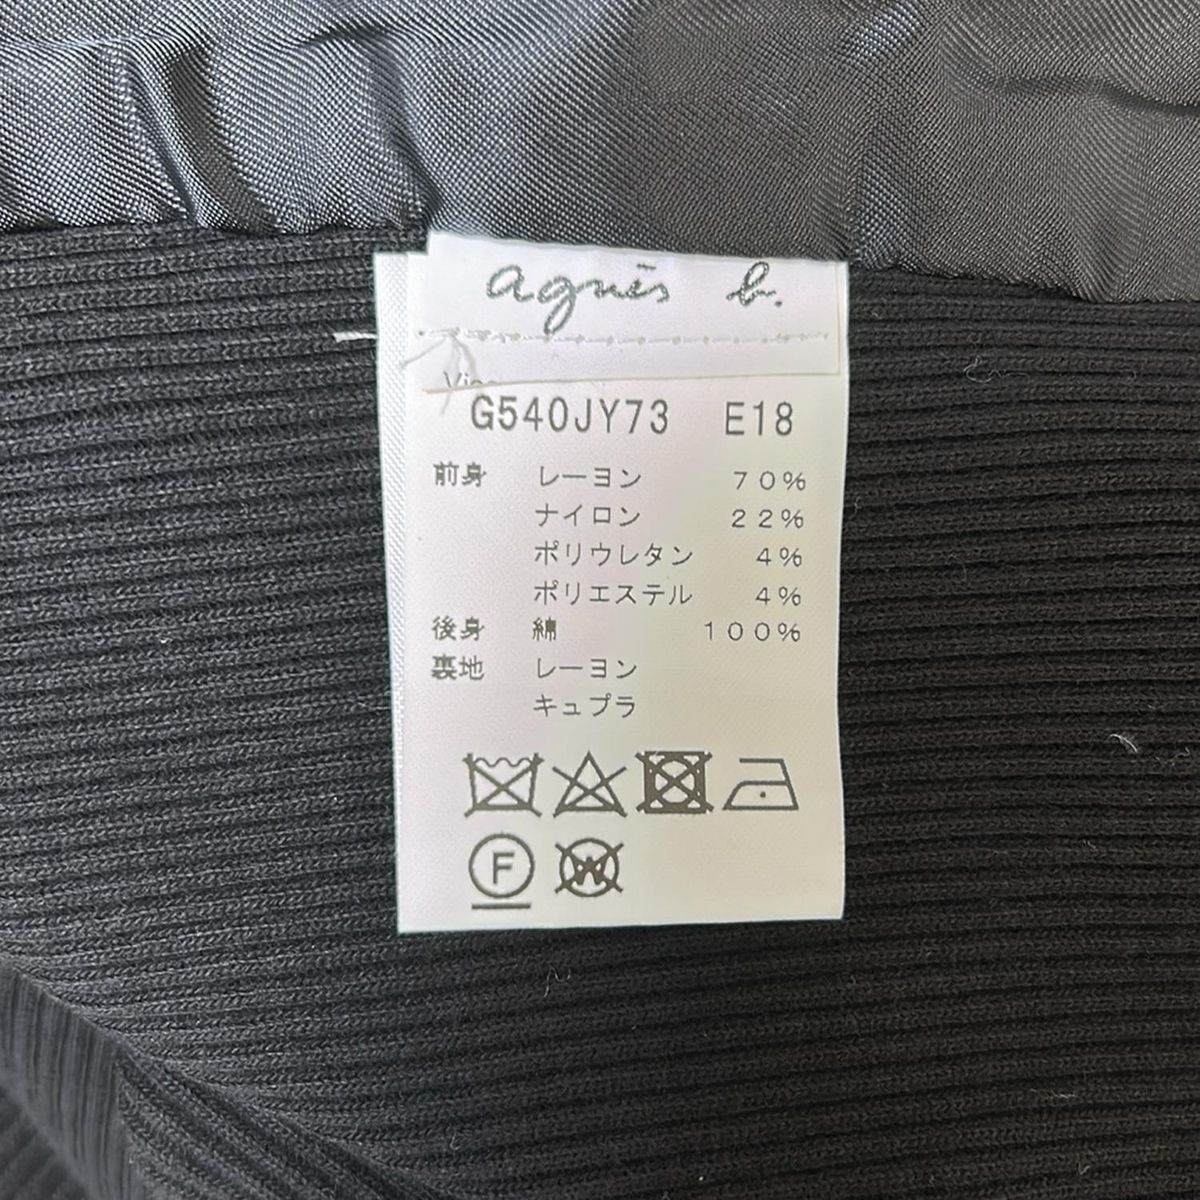 agnès b.
G540JY73 E18
前身 レーヨン 70%
ナイロン 22%
ポリウレタン 4%
ポリエステル 4%
後身 綿 100%
裏地 レーヨン
キュプラ
F
W